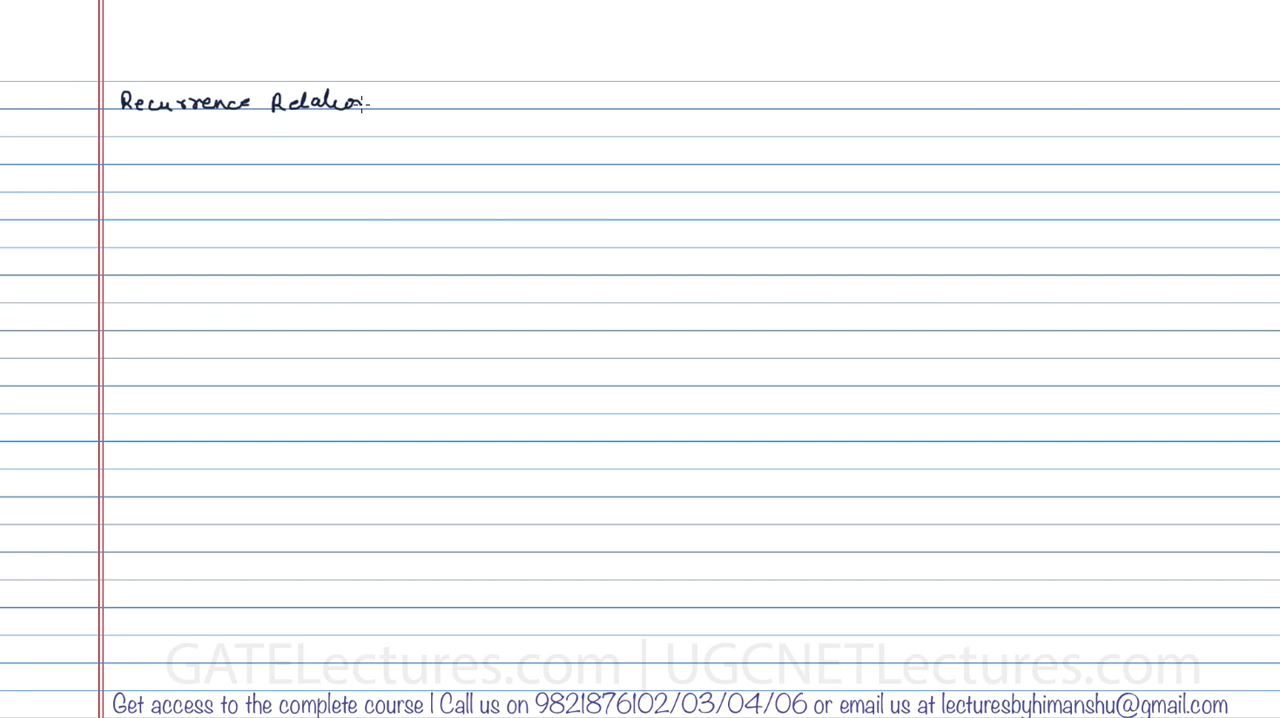 Recurrence Relation
GATELectures.com | UGCNETLectures.com
Get access to the complete course | Call us on 9821876102/03/04/06 or email us at lecturesbyhimanshu@gmail.com